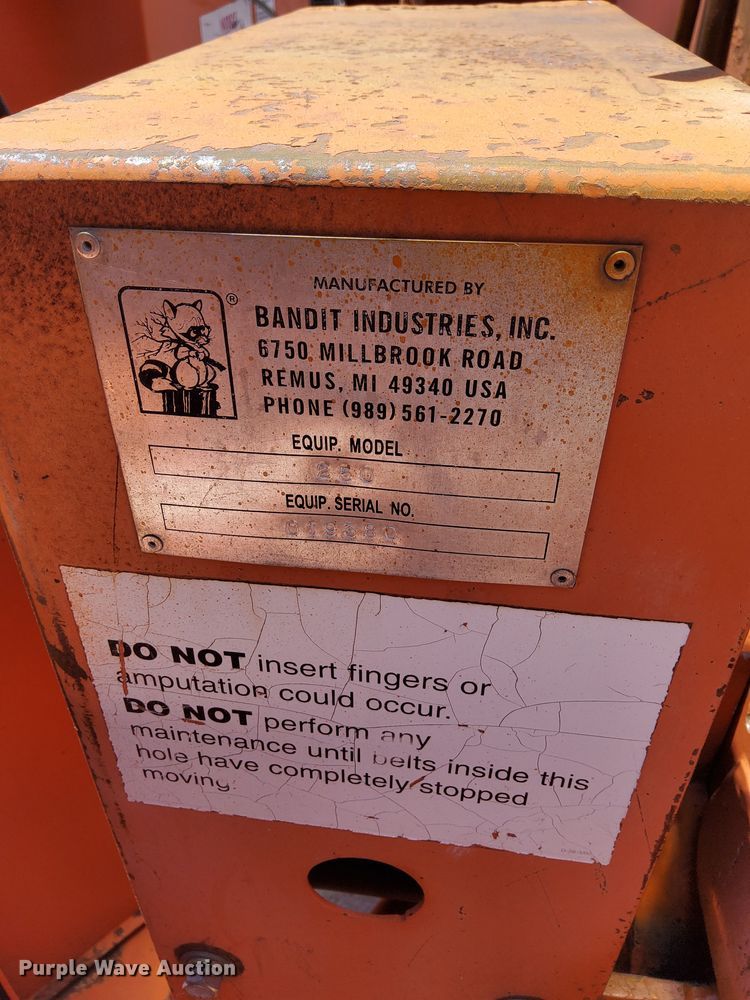 MANUFACTURED BY
®
BANDIT INDUSTRIES, INC.
6750 MILLBROOK ROAD
REMUS, MI 49340 USA
PHONE (989) 561-2270
EQUIP. MODEL
250
EQUIP. SERIAL NO.
DO NOT insert fingers or
amputation could occur.
DO NOT perform any
maintenance until belts inside this
hole have completely stopped
moving.
Purple Wave Auction